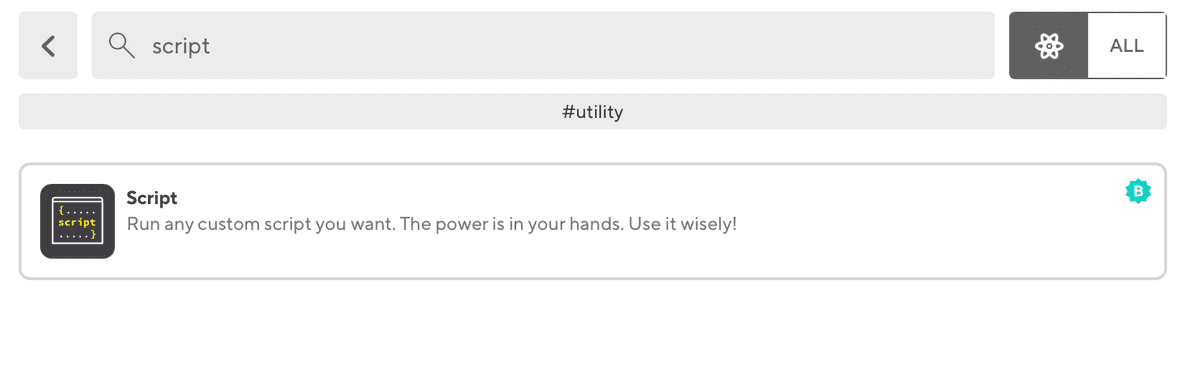 script
ALL
#utility
Script
B
Run any custom script you want. The power is in your hands. Use it wisely!
{.....
script
.....}